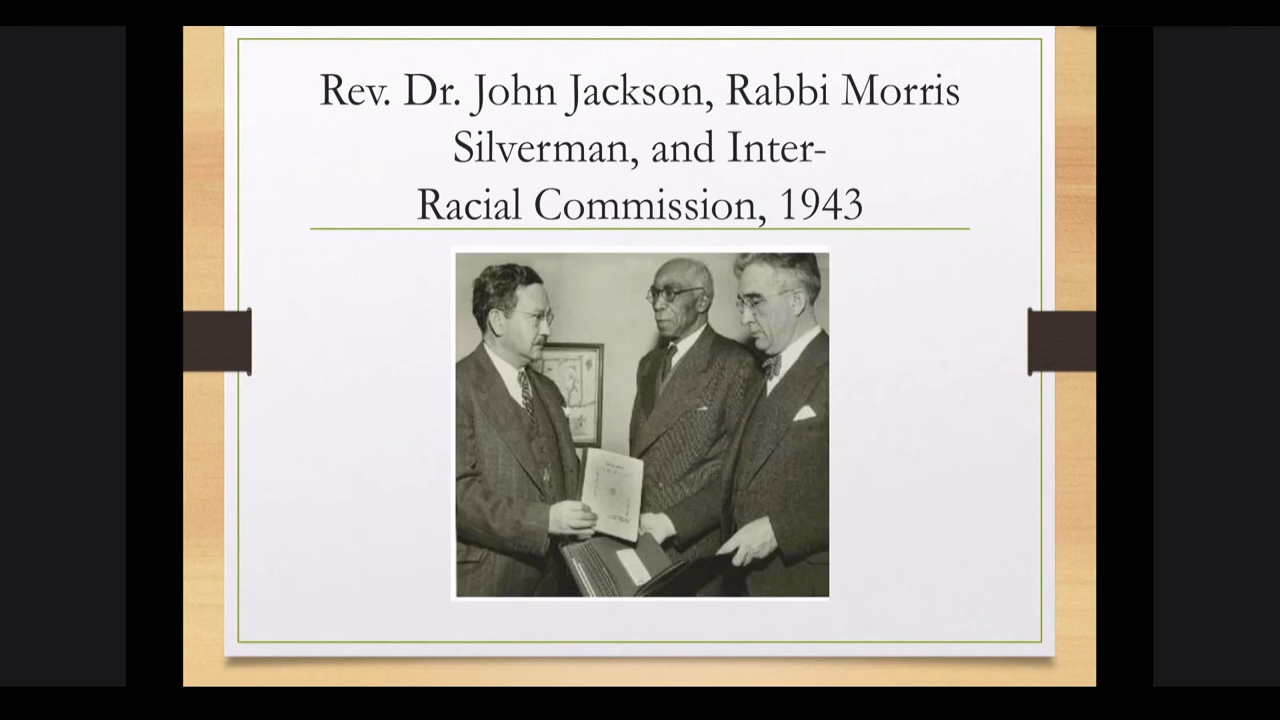 Rev. Dr. John Jackson, Rabbi Morris
Silverman, and Inter-
Racial Commission, 1943